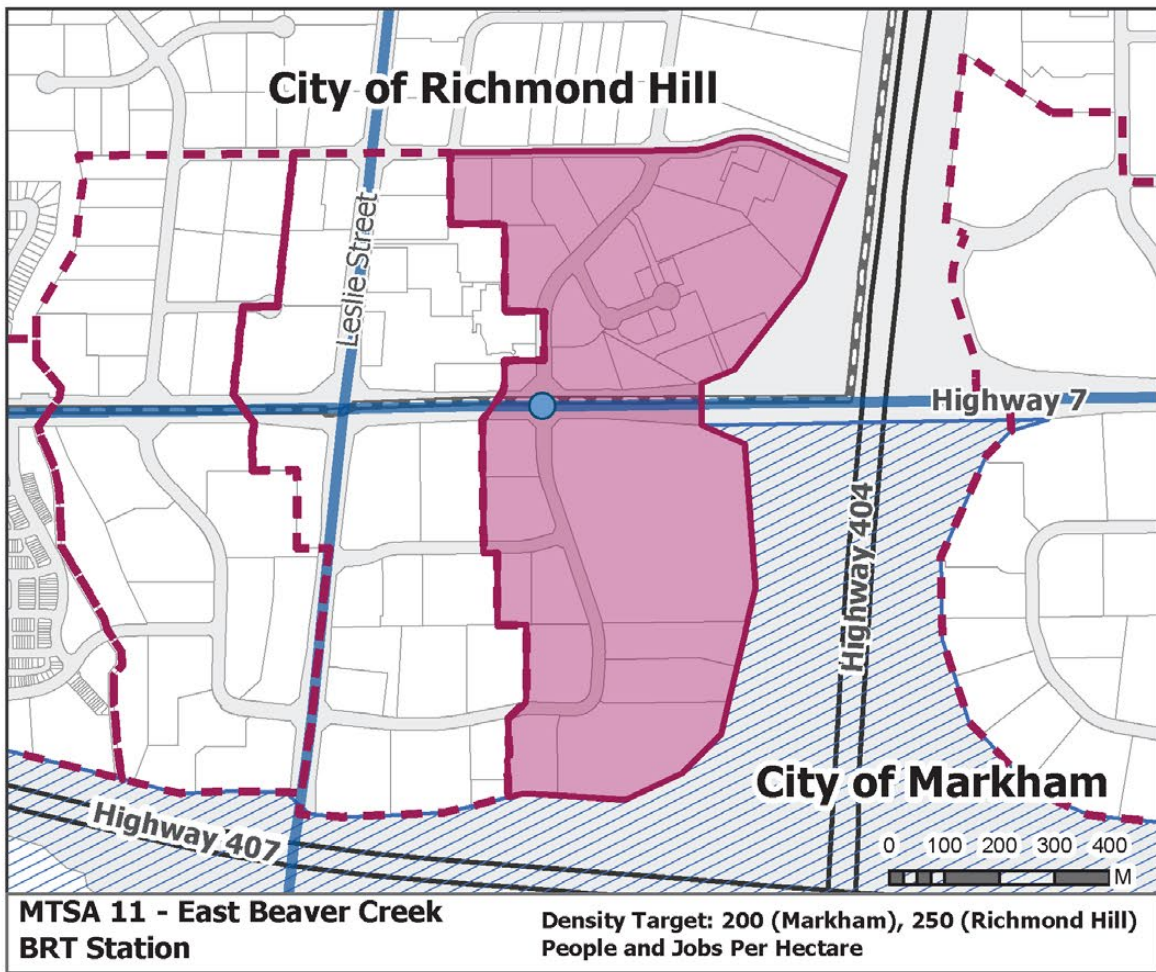 City of Richmond Hill
Leslie Street
Highway 7
Highway 404
City of Markham
Highway 407
0 100 200 300 400
M
MTSA 11 - East Beaver Creek
BRT Station
Density Target: 200 (Markham), 250 (Richmond Hill)
People and Jobs Per Hectare